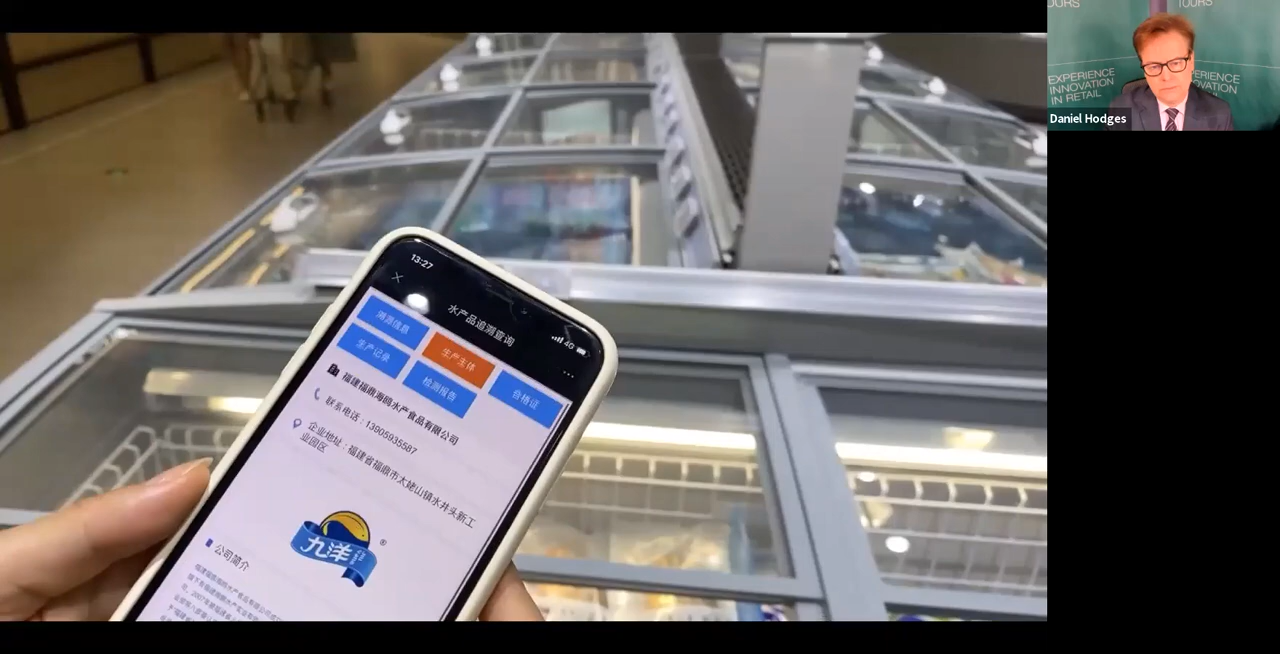 OURS
TOURS
EXPERIENCE
INNOVATION
IN RETAIL
PERIENCE
OVATION
Daniel Hodges
13:27
4G
水产品追溯查询
溯源信息
生产主体
合格证
生产记录
检测报告
福建福鼎海鸥水产食品有限公司
联系电话：13905935587
企业地址：福建省福鼎市太姥山镇水井头新工
业园区
九洋
®
公司简介